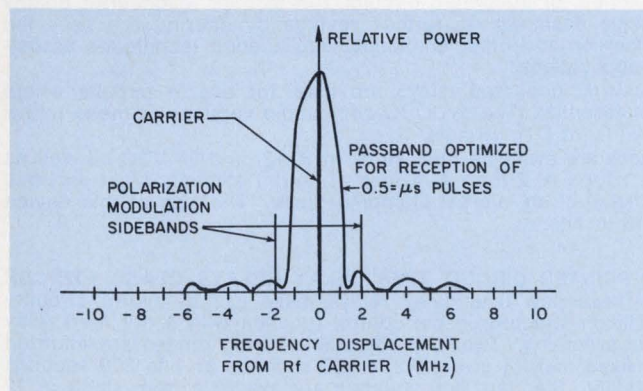 RELATIVE POWER
CARRIER
PASSBAND OPTIMIZED
FOR RECEPTION OF
0.5=μs PULSES
POLARIZATION
MODULATION
SIDEBANDS
-10 -8 -6 -4 -2 0 2 4 6 8 10
FREQUENCY DISPLACEMENT
FROM Rf CARRIER (MHz)